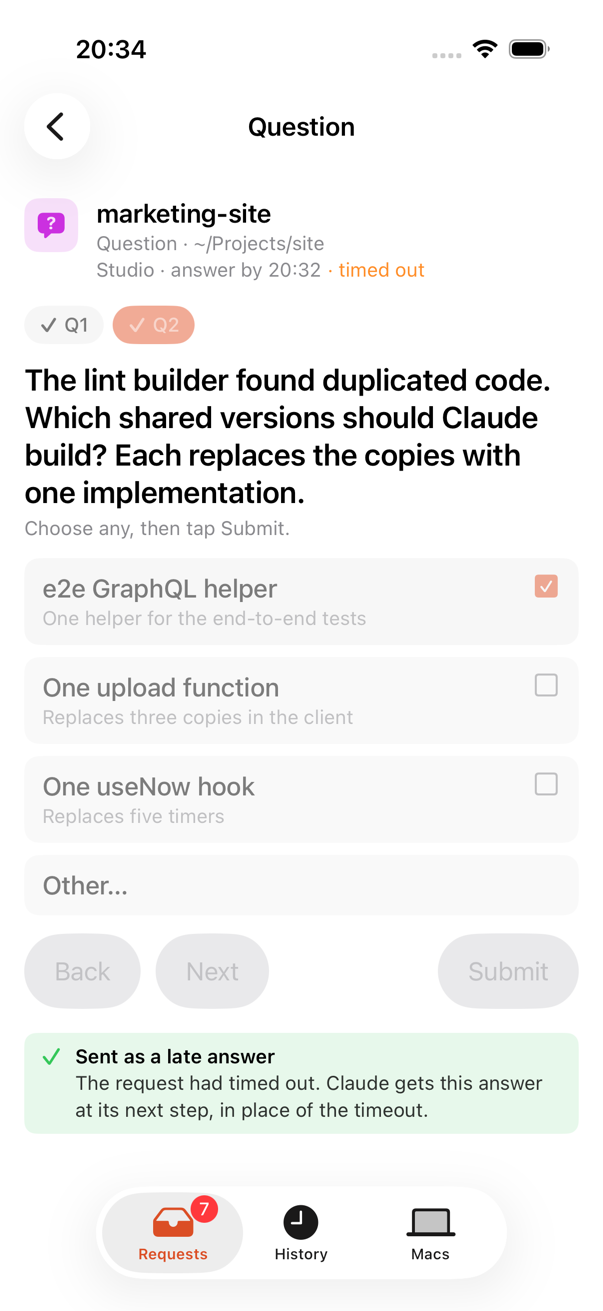 20:34
Question
marketing-site
Question · ~/Projects/site
Studio · answer by 20:32 · timed out
Q1
Q2
The lint builder found duplicated code.
Which shared versions should Claude
build? Each replaces the copies with
one implementation.
Choose any, then tap Submit.
e2e GraphQL helper
One helper for the end-to-end tests
One upload function
Replaces three copies in the client
One useNow hook
Replaces five timers
Other...
Back
Next
Submit
Sent as a late answer
The request had timed out. Claude gets this answer
at its next step, in place of the timeout.
7
Requests
History
Macs